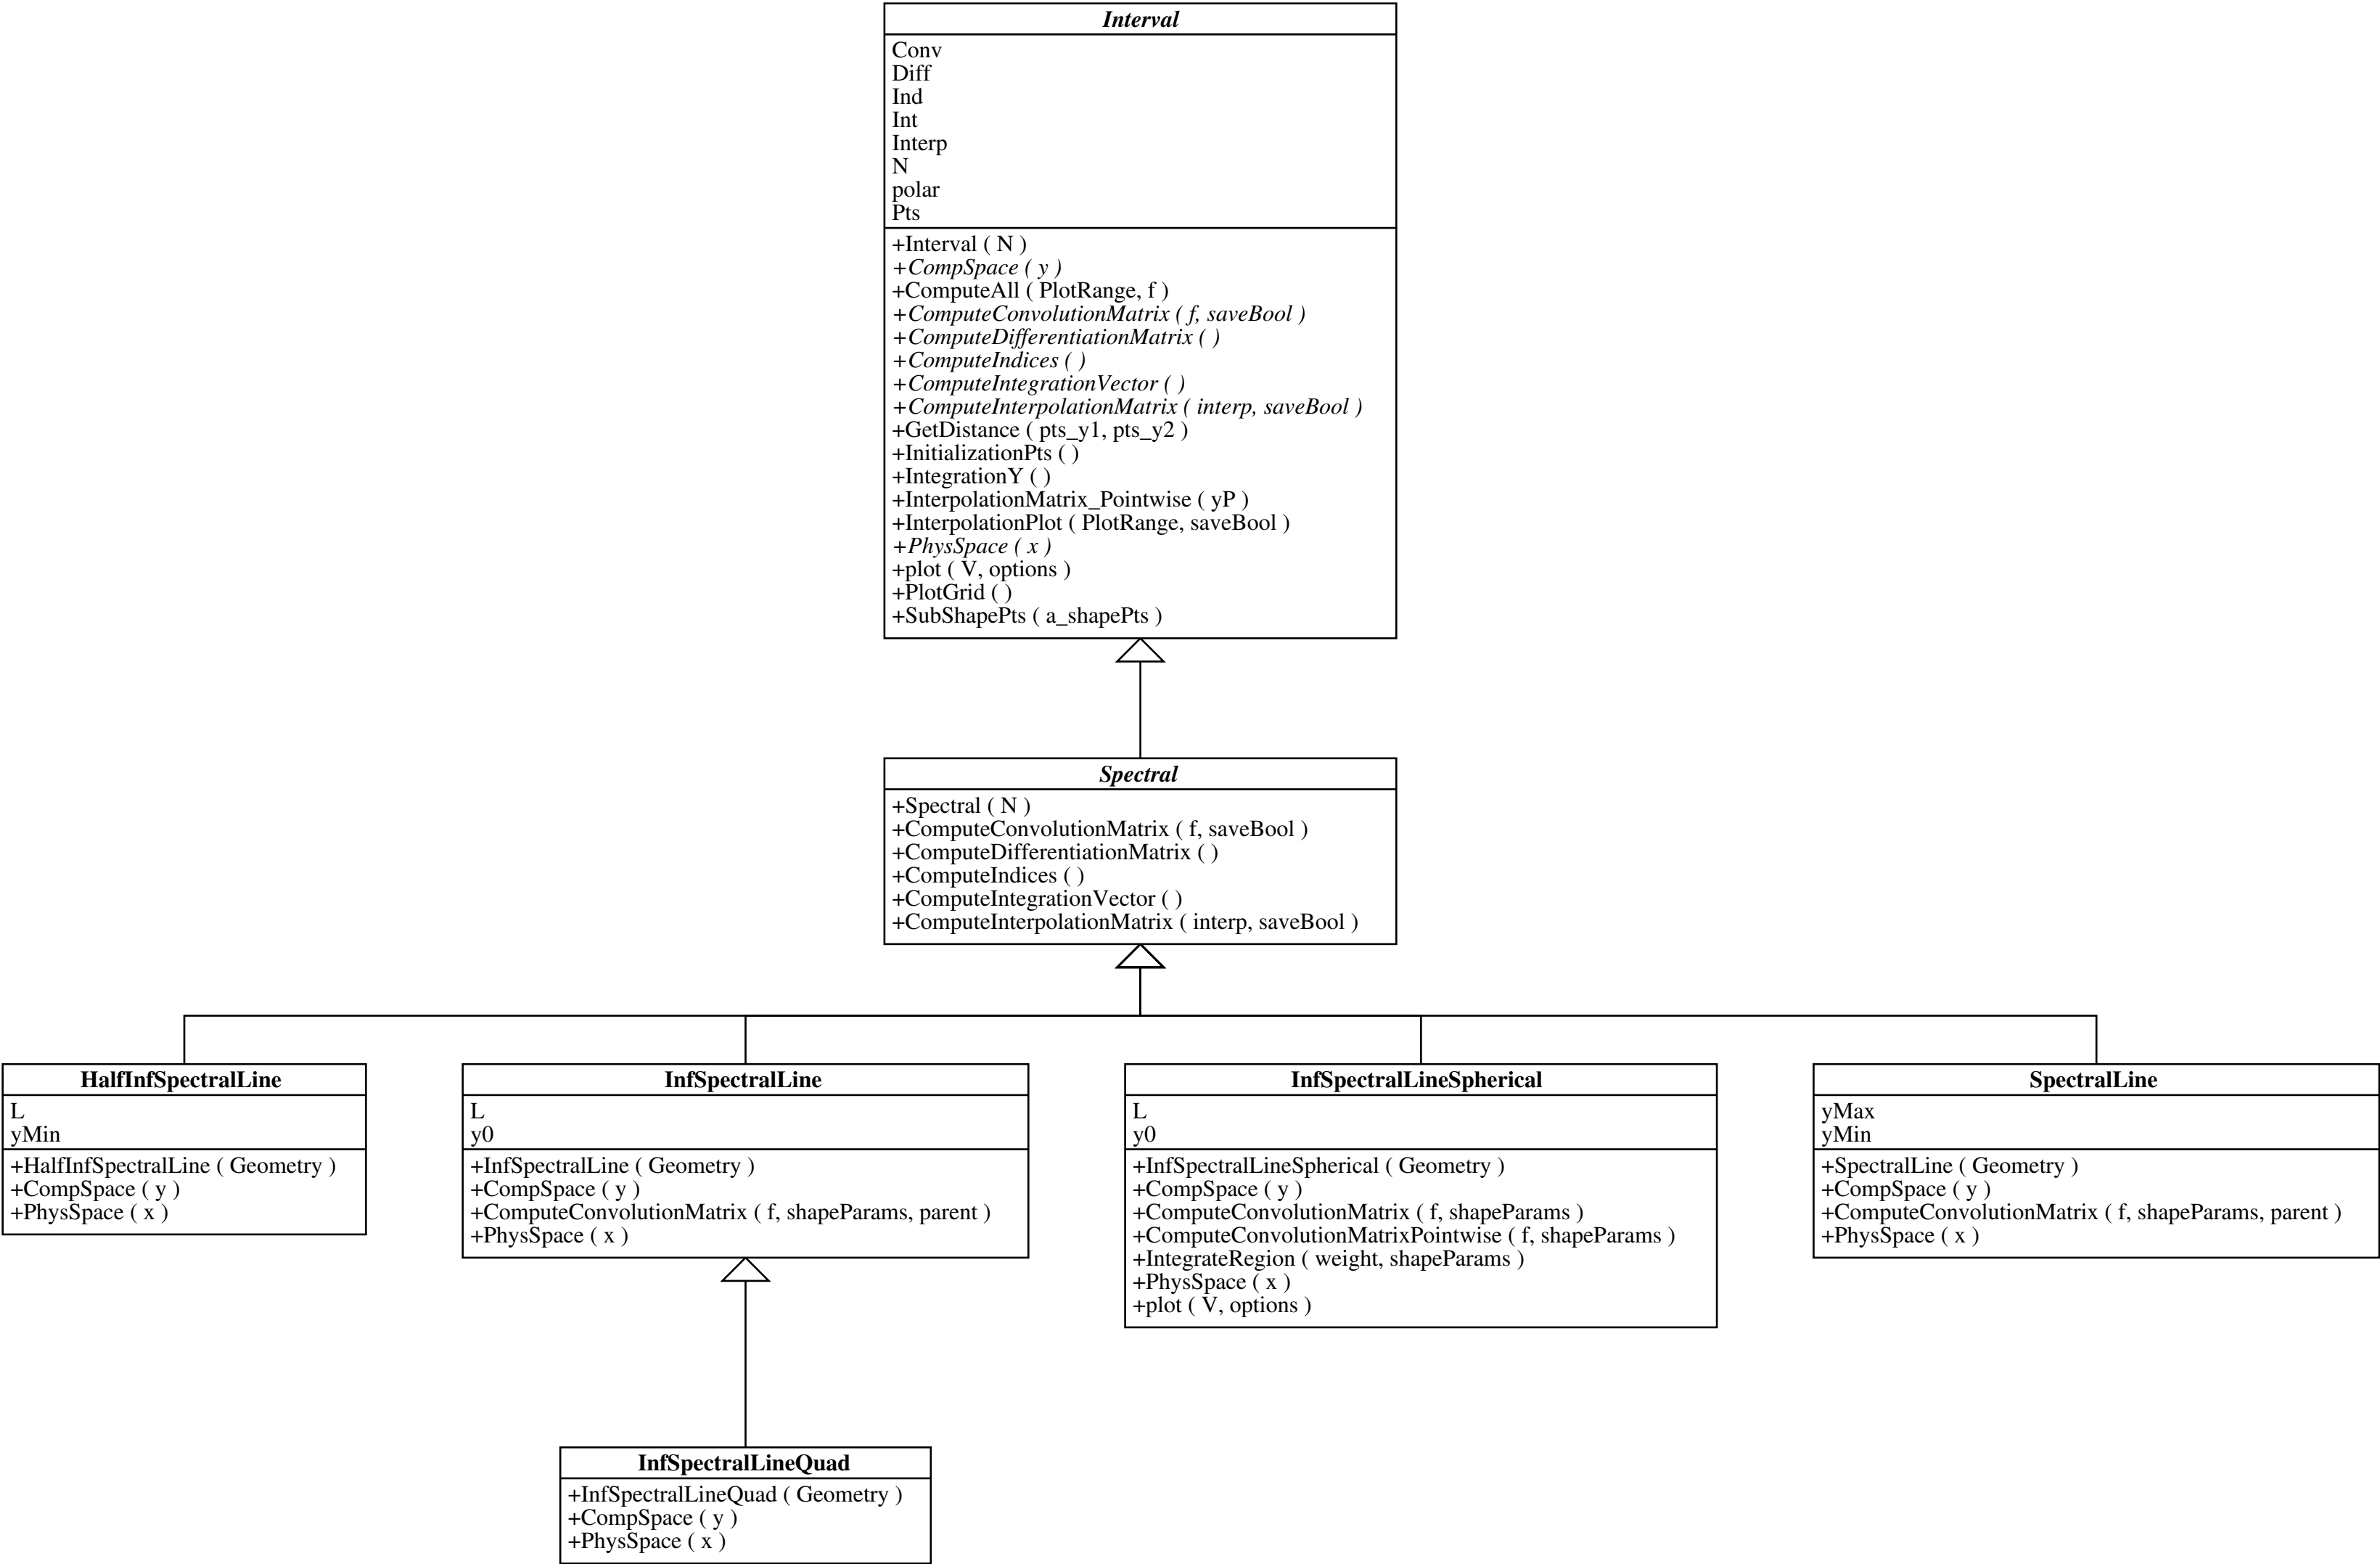 Interval
Conv
Diff
Ind
Int
Interp
N
polar
Pts
+Interval ( N )
+CompSpace ( y )
+ComputeAll ( PlotRange, f )
+ComputeConvolutionMatrix ( f, saveBool )
+ComputeDifferentiationMatrix ( )
+ComputeIndices ( )
+ComputeIntegrationVector ( )
+ComputeInterpolationMatrix ( interp, saveBool )
+GetDistance ( pts_y1, pts_y2 )
+InitializationPts ( )
+IntegrationY ( )
+InterpolationMatrix_Pointwise ( yP )
+InterpolationPlot ( PlotRange, saveBool )
+PhysSpace ( x )
+plot ( V, options )
+PlotGrid ( )
+SubShapePts ( a_shapePts )
Spectral
+Spectral ( N )
+ComputeConvolutionMatrix ( f, saveBool )
+ComputeDifferentiationMatrix ( )
+ComputeIndices ( )
+ComputeIntegrationVector ( )
+ComputeInterpolationMatrix ( interp, saveBool )
HalfInfSpectralLine
L
yMin
+HalfInfSpectralLine ( Geometry )
+CompSpace ( y )
+PhysSpace ( x )
InfSpectralLine
L
y0
+InfSpectralLine ( Geometry )
+CompSpace ( y )
+ComputeConvolutionMatrix ( f, shapeParams, parent )
+PhysSpace ( x )
InfSpectralLineSpherical
L
y0
+InfSpectralLineSpherical ( Geometry )
+CompSpace ( y )
+ComputeConvolutionMatrix ( f, shapeParams )
+ComputeConvolutionMatrixPointwise ( f, shapeParams )
+IntegrateRegion ( weight, shapeParams )
+PhysSpace ( x )
+plot ( V, options )
SpectralLine
yMax
yMin
+SpectralLine ( Geometry )
+CompSpace ( y )
+ComputeConvolutionMatrix ( f, shapeParams, parent )
+PhysSpace ( x )
InfSpectralLineQuad
+InfSpectralLineQuad ( Geometry )
+CompSpace ( y )
+PhysSpace ( x )